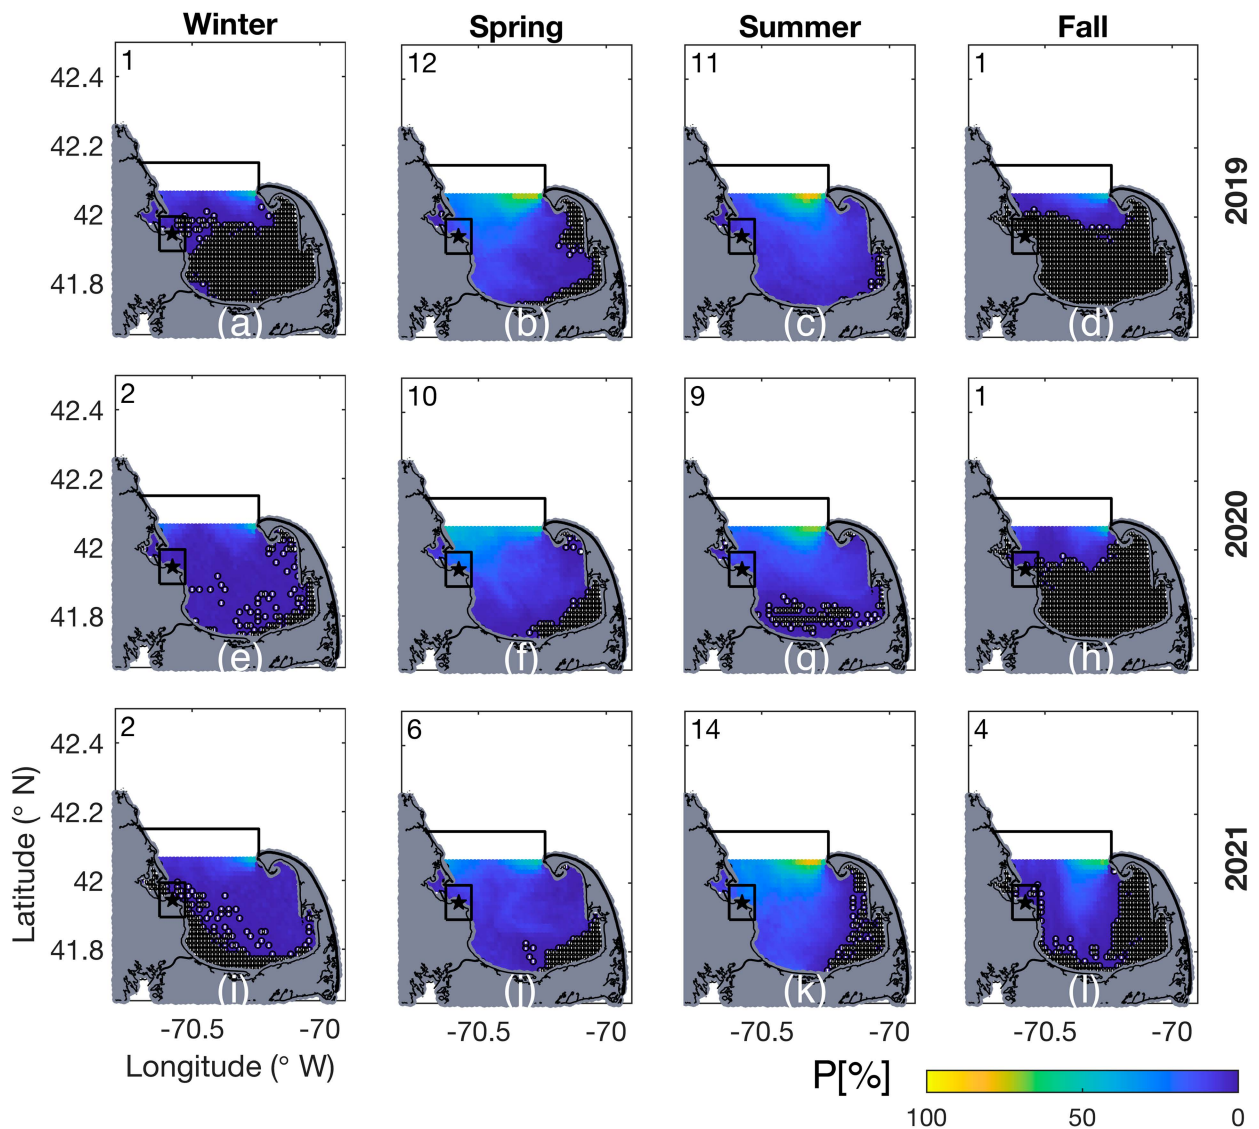 Winter Spring Summer Fall
1 12 11 1
42.4
42.2
42
41.8
2019
(a) (b) (c) (d)
2 10 9 1
42.4
42.2
42
41.8
2020
(e) (f) (g) (h)
2 6 14 4
42.4
42.2
42
41.8
Latitude (° N)
2021
(i) (j) (k) (l)
-70.5 -70 -70.5 -70 -70.5 -70 -70.5 -70
Longitude (° W)
P[%]
100 50 0